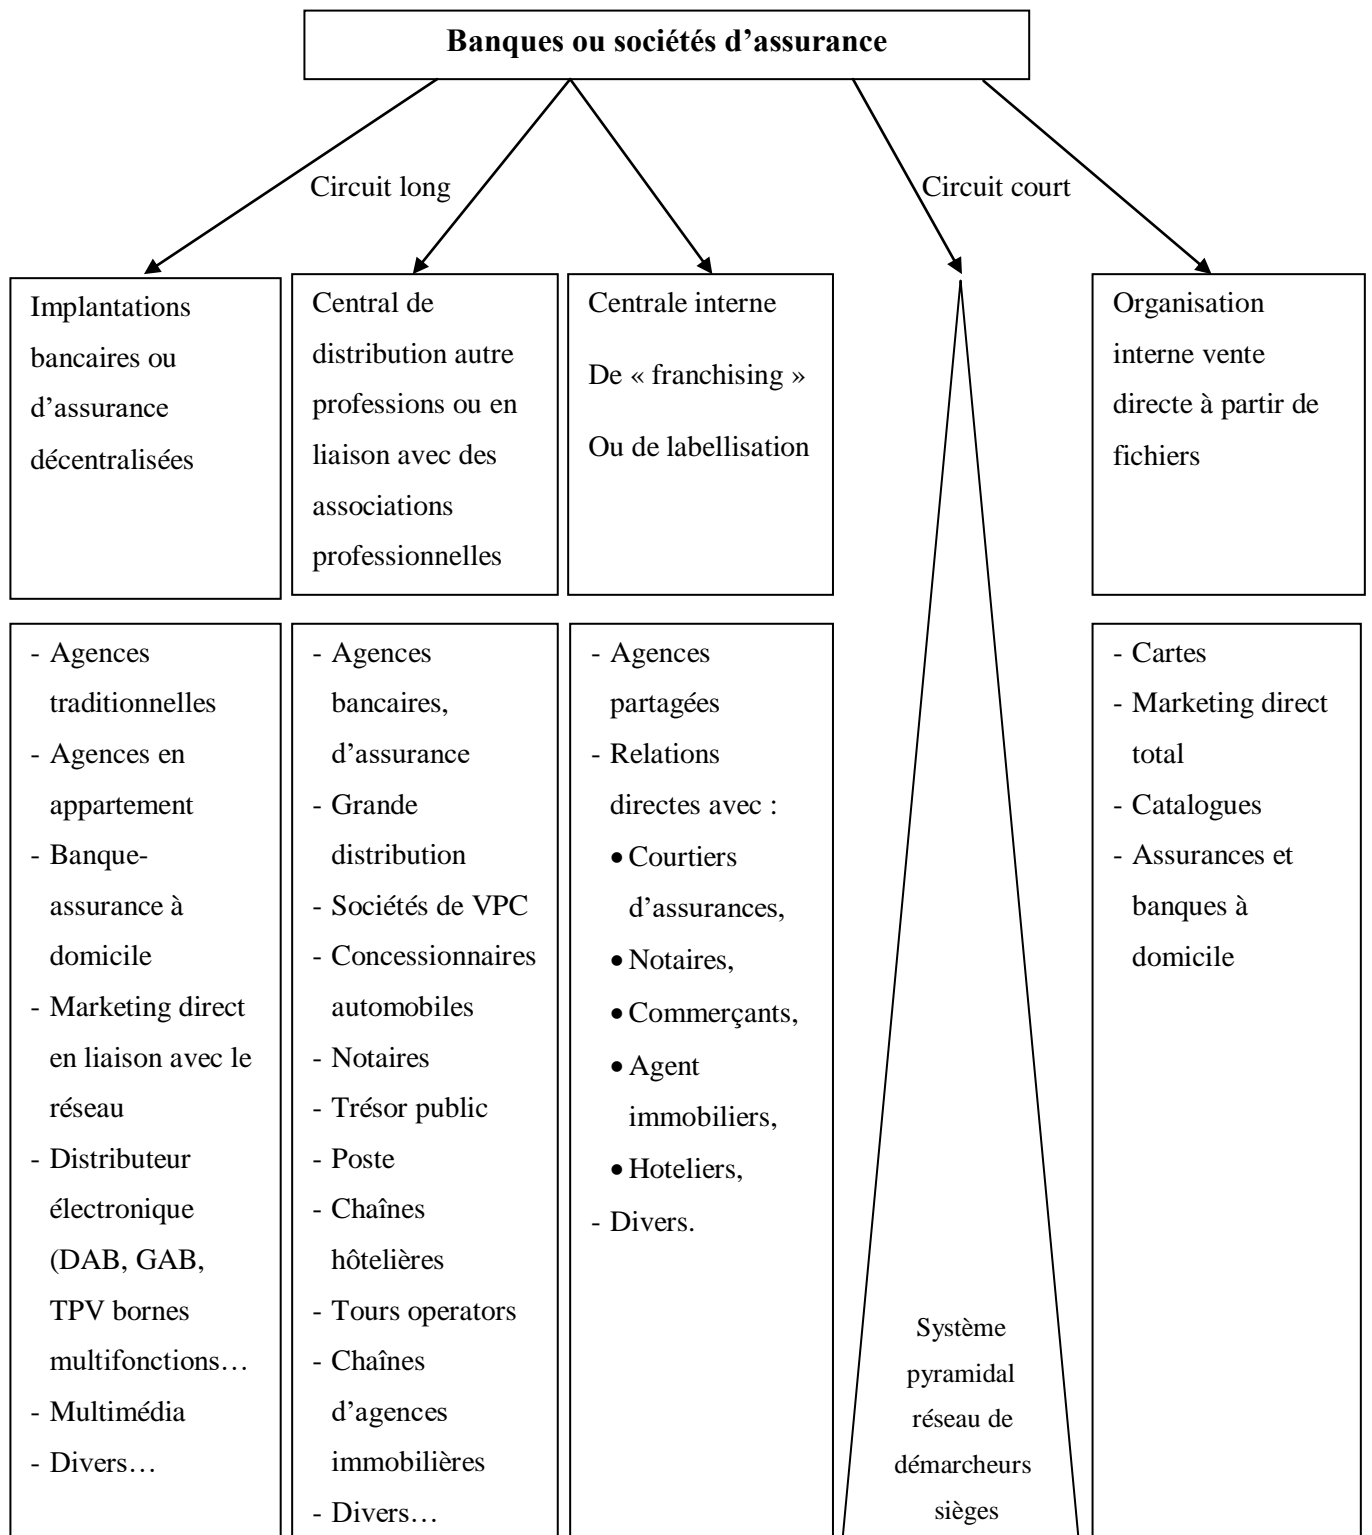 Banques ou sociétés d’assurance
Circuit long
Circuit court
Implantations
bancaires ou
d’assurance
décentralisées
Central de
distribution autre
professions ou en
liaison avec des
associations
professionnelles
Centrale interne
De « franchising »
Ou de labellisation
Organisation
interne vente
directe à partir de
fichiers
- Agences
traditionnelles
- Agences en
appartement
- Banque-
assurance à
domicile
- Marketing direct
en liaison avec le
réseau
- Distributeur
électronique
(DAB, GAB,
TPV bornes
multifonctions…
- Multimédia
- Divers…
- Agences
bancaires,
d’assurance
- Grande
distribution
- Sociétés de VPC
- Concessionnaires
automobiles
- Notaires
- Trésor public
- Poste
- Chaînes
hôtelières
- Tours operators
- Chaînes
d’agences
immobilières
- Divers…
- Agences
partagées
- Relations
directes avec :
• Courtiers
d’assurances,
• Notaires,
• Commerçants,
• Agent
immobiliers,
• Hoteliers,
- Divers.
Système
pyramidal
réseau de
démarcheurs
sièges
- Cartes
- Marketing direct
total
- Catalogues
- Assurances et
banques à
domicile